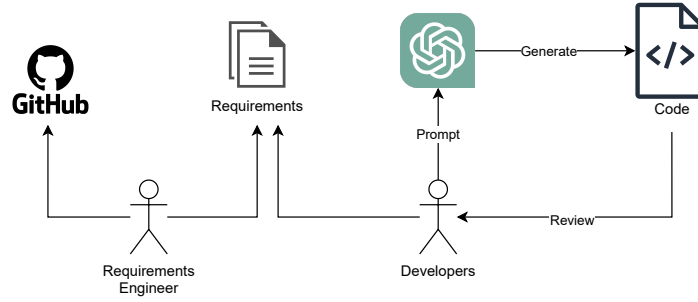 GitHub
Requirements
Generate
</>
Code
Prompt
Review
Requirements
Engineer
Developers